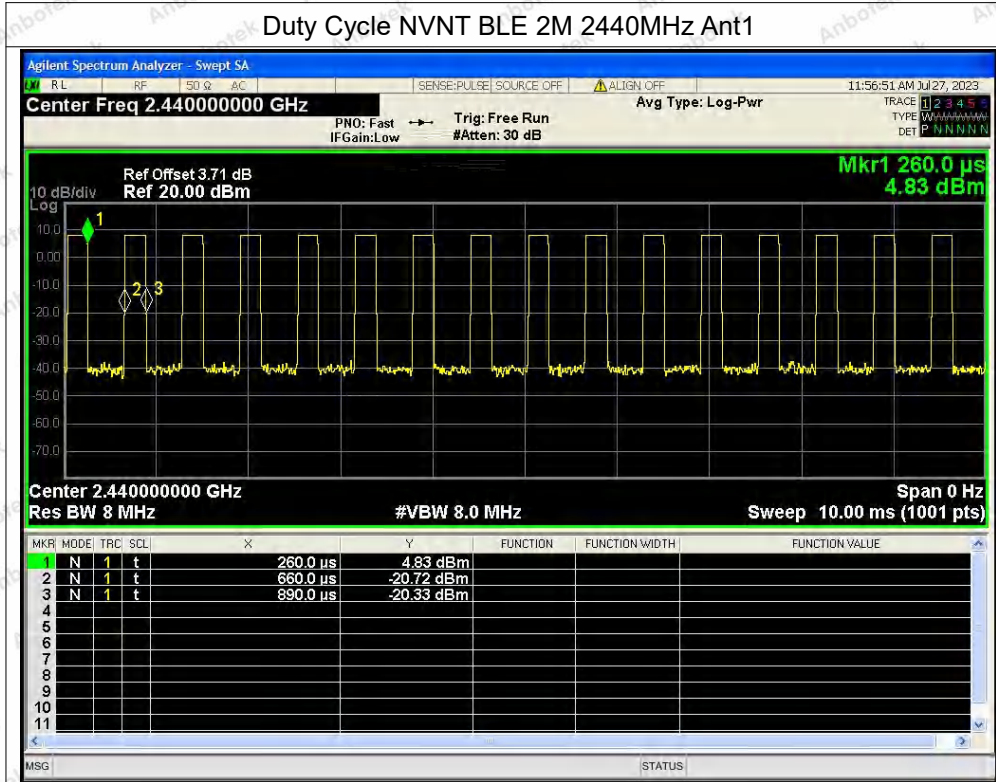 Duty Cycle NVNT BLE 2M 2440MHz Ant1
Agilent Spectrum Analyzer - Swept SA
LXI RL RF 50 Ω AC SENSE:PULSE SOURCE OFF ALIGN OFF 11:56:51 AM Jul 27, 2023
Center Freq 2.440000000 GHz Avg Type: Log-Pwr TRACE 1 2 3 4 5 6
PNO: Fast Trig: Free Run TYPE WWWWWW
IFGain:Low #Atten: 30 dB DET P N N N N N
Mkr1 260.0 µs
4.83 dBm
Ref Offset 3.71 dB
10 dB/div Ref 20.00 dBm
Log
10.0
0.00
-10.0
-20.0
-30.0
-40.0
-50.0
-60.0
-70.0
1
2 3
Center 2.440000000 GHz Span 0 Hz
Res BW 8 MHz #VBW 8.0 MHz Sweep 10.00 ms (1001 pts)
MKR MODE TRC SCL X Y FUNCTION FUNCTION WIDTH FUNCTION VALUE
1 N 1 t 260.0 µs 4.83 dBm
2 N 1 t 660.0 µs -20.72 dBm
3 N 1 t 890.0 µs -20.33 dBm
4
5
6
7
8
9
10
11
MSG STATUS